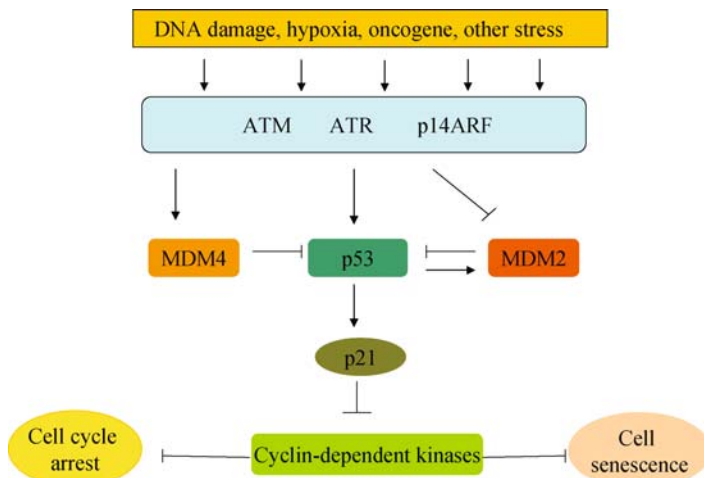 DNA damage, hypoxia, oncogene, other stress
ATM ATR p14ARF
MDM4 p53 MDM2
p21
Cell cycle
arrest
Cyclin-dependent kinases
Cell
senescence